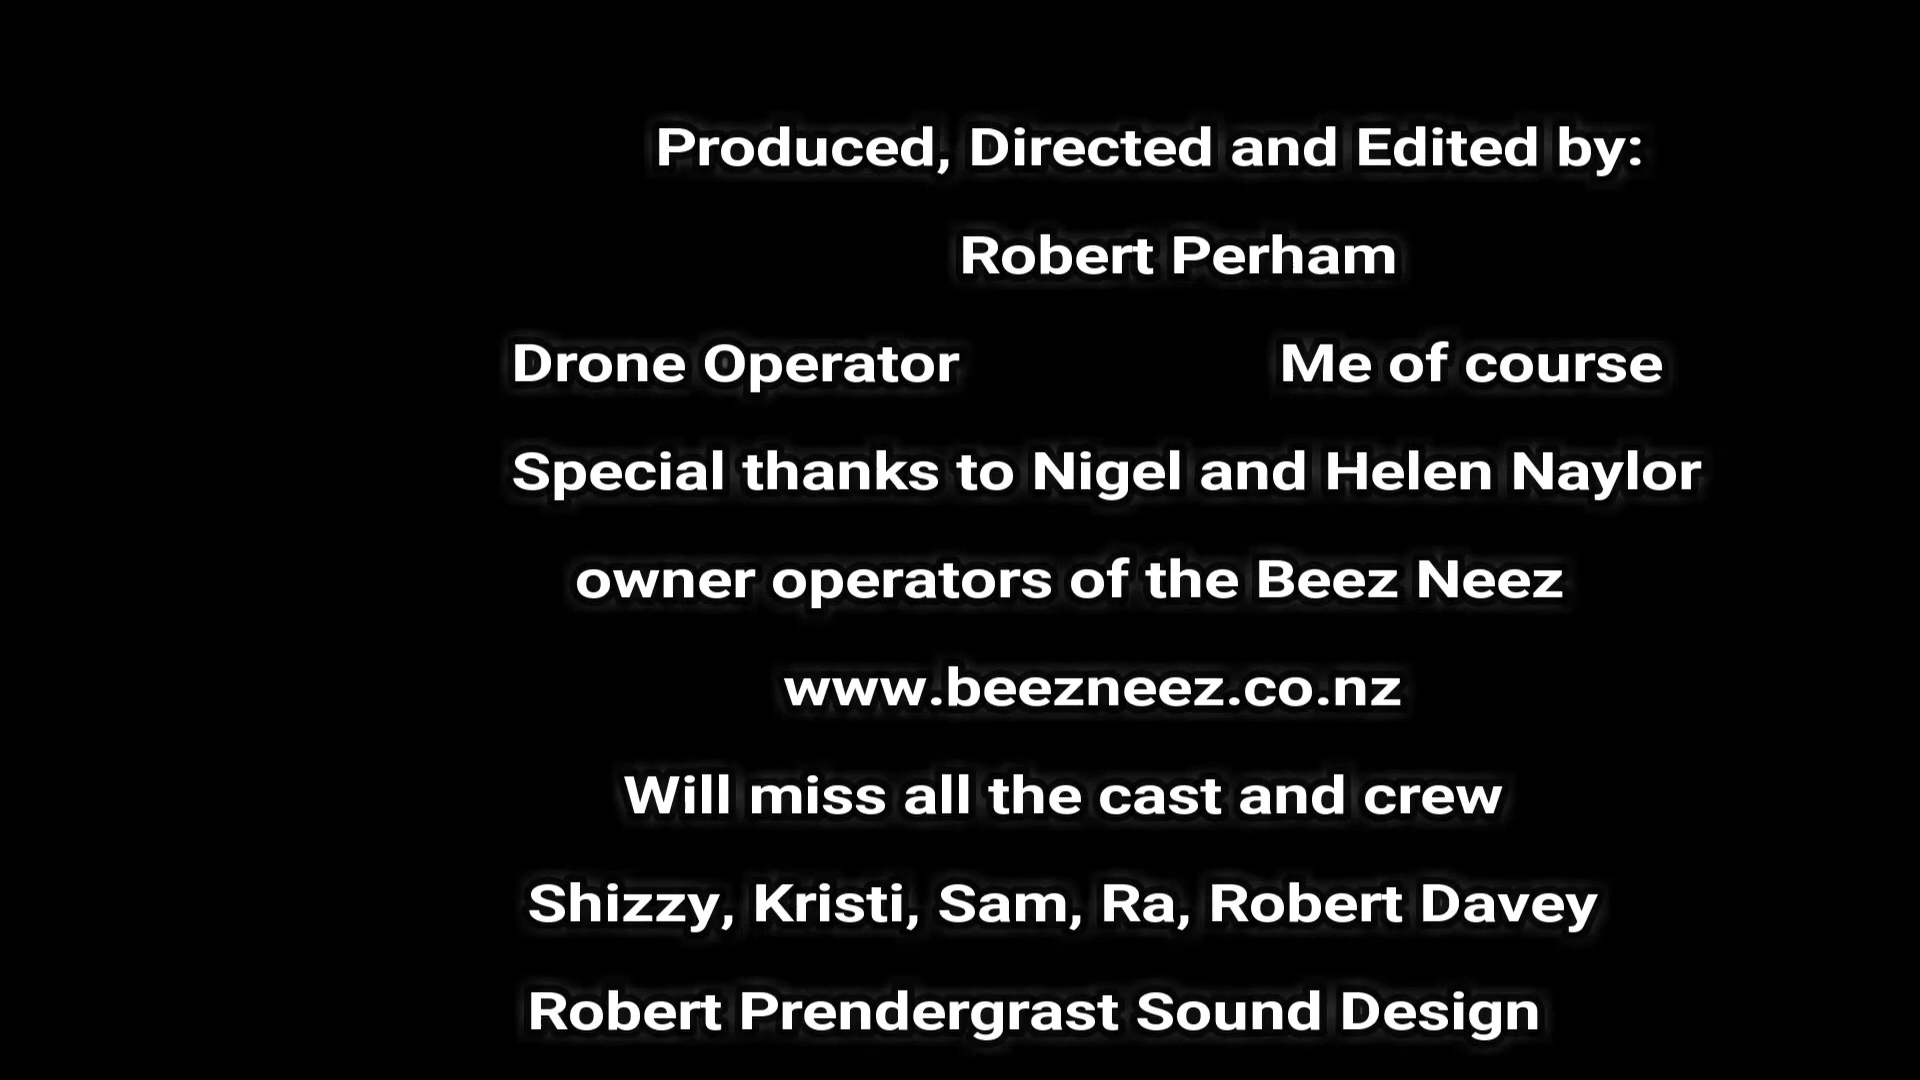 Produced, Directed and Edited by:
Robert Perham
Drone Operator Me of course
Special thanks to Nigel and Helen Naylor
owner operators of the Beez Neez
www.beezneez.co.nz
Will miss all the cast and crew
Shizzy, Kristi, Sam, Ra, Robert Davey
Robert Prendergrast Sound Design